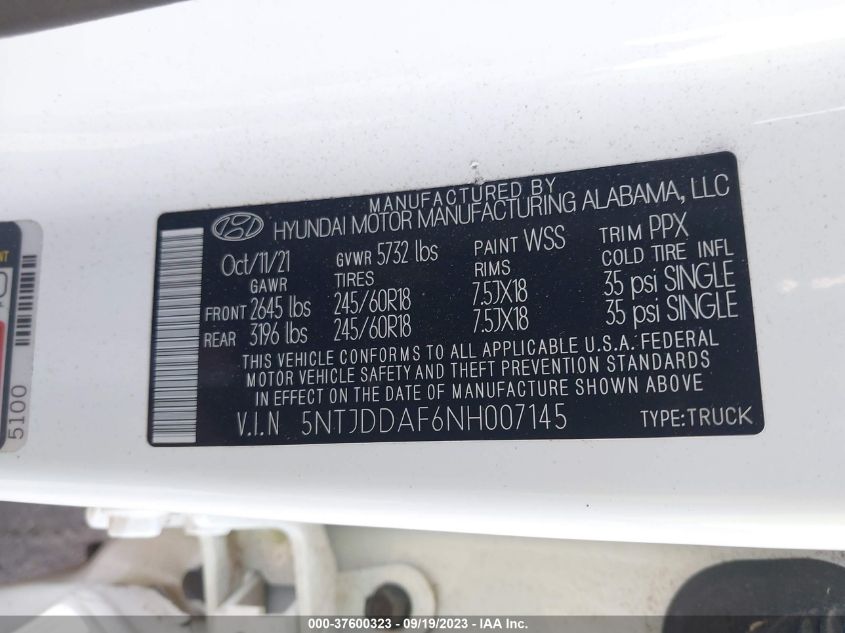 MANUFACTURED BY
HYUNDAI MOTOR MANUFACTURING ALABAMA, LLC
Oct/11/21 GVWR 5732 lbs PAINT WSS TRIM PPX
GAWR TIRES RIMS COLD TIRE INFL
FRONT 2645 lbs 245/60R18 7.5JX18 35 psi SINGLE
REAR 3196 lbs 245/60R18 7.5JX18 35 psi SINGLE
THIS VEHICLE CONFORMS TO ALL APPLICABLE U.S.A. FEDERAL
MOTOR VEHICLE SAFETY AND THEFT PREVENTION STANDARDS
IN EFFECT ON THE DATE OF MANUFACTURE SHOWN ABOVE
V.I.N 5NTJDDAF6NH007145 TYPE:TRUCK
5100
000-37600323 - 09/19/2023 - IAA Inc.